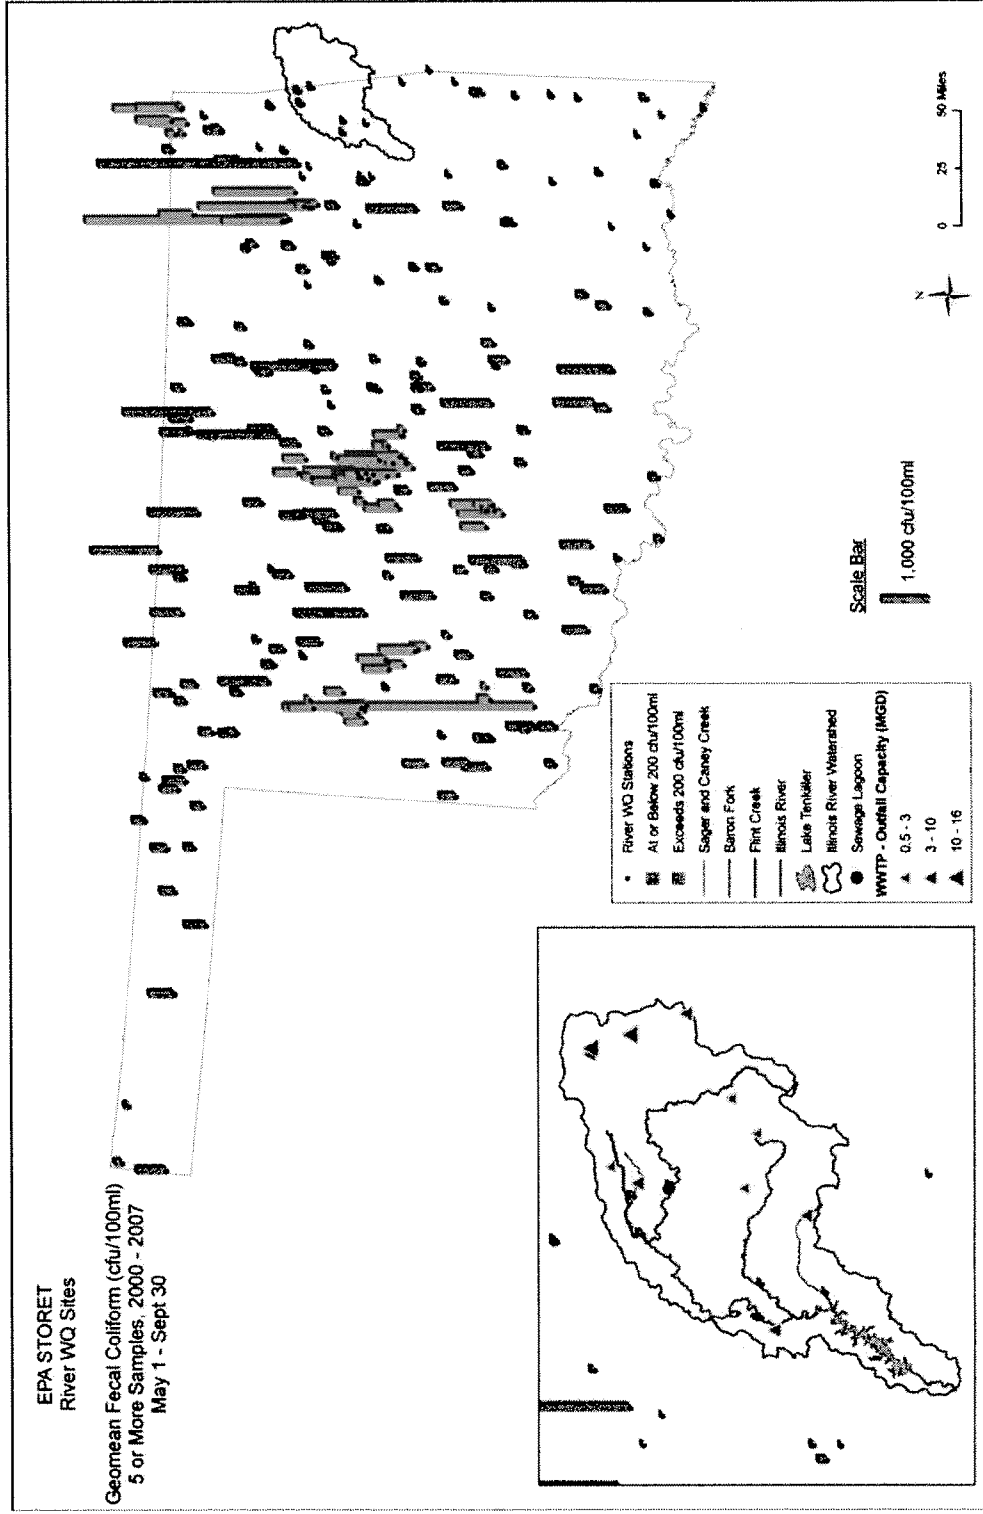 EPA STORET
River WQ Sites
Geomean Fecal Coliform (cfu/100ml)
5 or More Samples, 2000 - 2007
May 1 - Sept 30
River WQ Stations
At or Below 200 cfu/100ml
Exceeds 200 cfu/100ml
Sager and Caney Creek
Baron Fork
Flint Creek
Illinois River
Lake Tenkiller
Illinois River Watershed
Sewage Lagoon
WWTP - Outfall Capacity (MGD)
0.5 - 3
3 - 10
10 - 16
Scale Bar
1,000 cfu/100ml
N
0 25 50 Miles